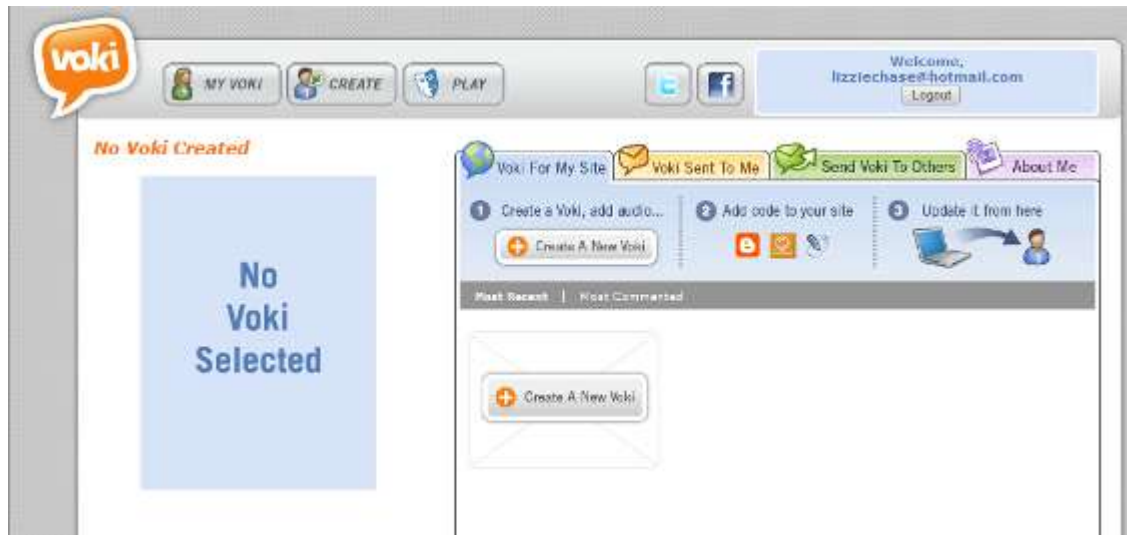 voki
MY VOKI
CREATE
PLAY
Welcome,
lizziechase@hotmail.com
Logout
No Voki Created
No
Voki
Selected
Voki For My Site
Voki Sent To Me
Send Voki To Others
About Me
1 Create a Voki, add audio...
Create A New Voki
2 Add code to your site
3 Update it from here
Most Recent | Most Commented
Create A New Voki